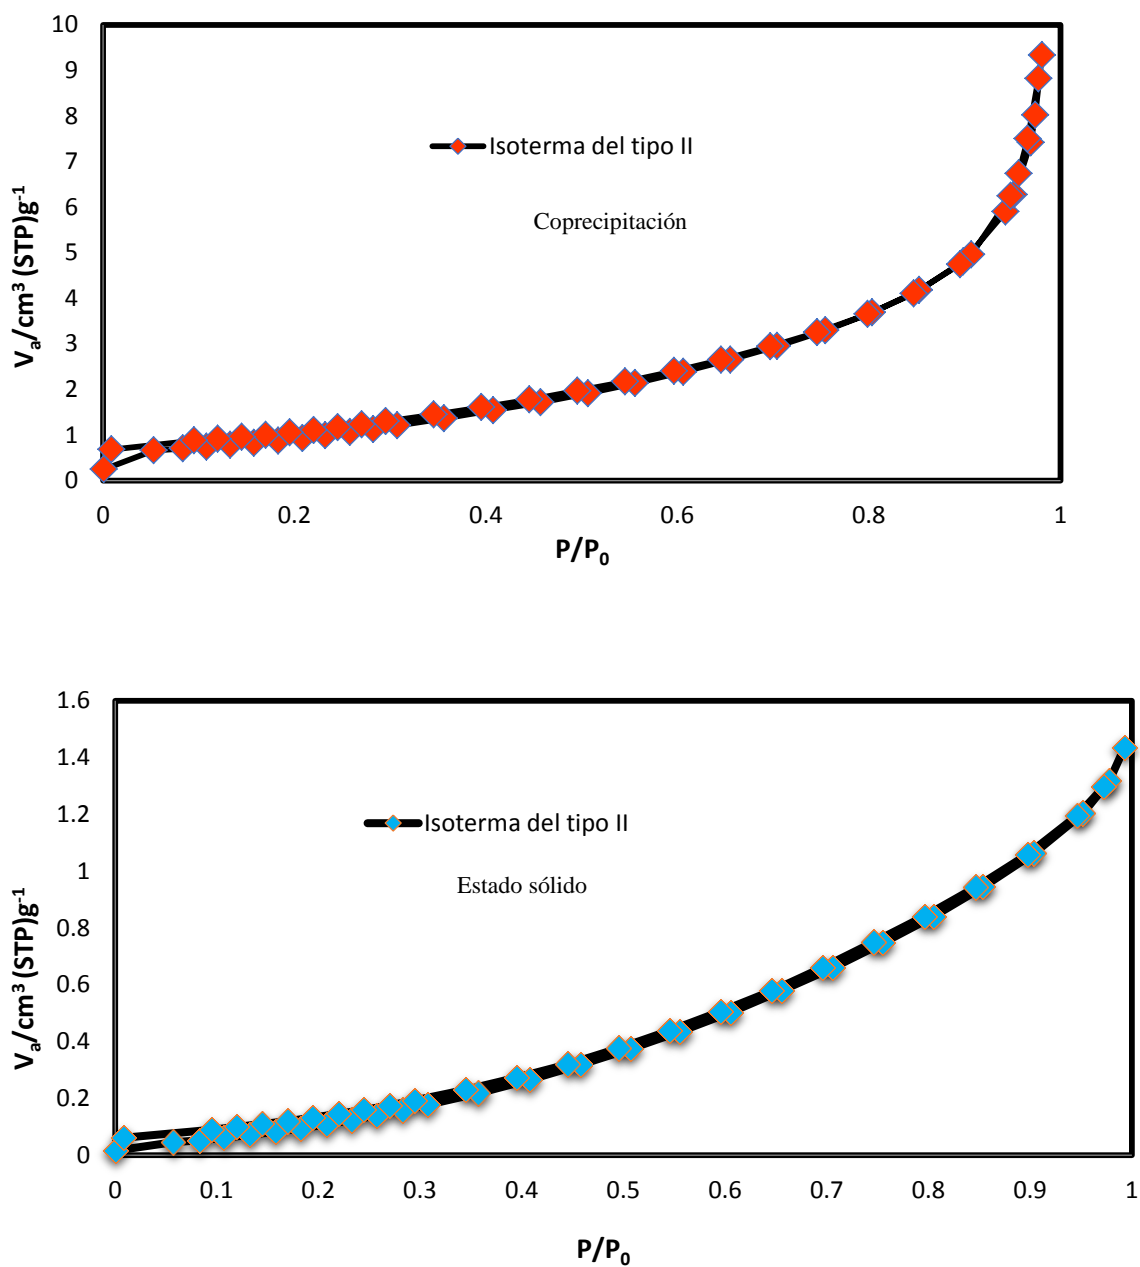 10
9
8
7
6
5
4
3
2
1
0
Vₐ/cm³ (STP)g⁻¹
Isoterma del tipo II
Coprecipitación
0 0.2 0.4 0.6 0.8 1
P/P₀
1.6
1.4
1.2
1
0.8
0.6
0.4
0.2
0
Vₐ/cm³ (STP)g⁻¹
Isoterma del tipo II
Estado sólido
0 0.1 0.2 0.3 0.4 0.5 0.6 0.7 0.8 0.9 1
P/P₀